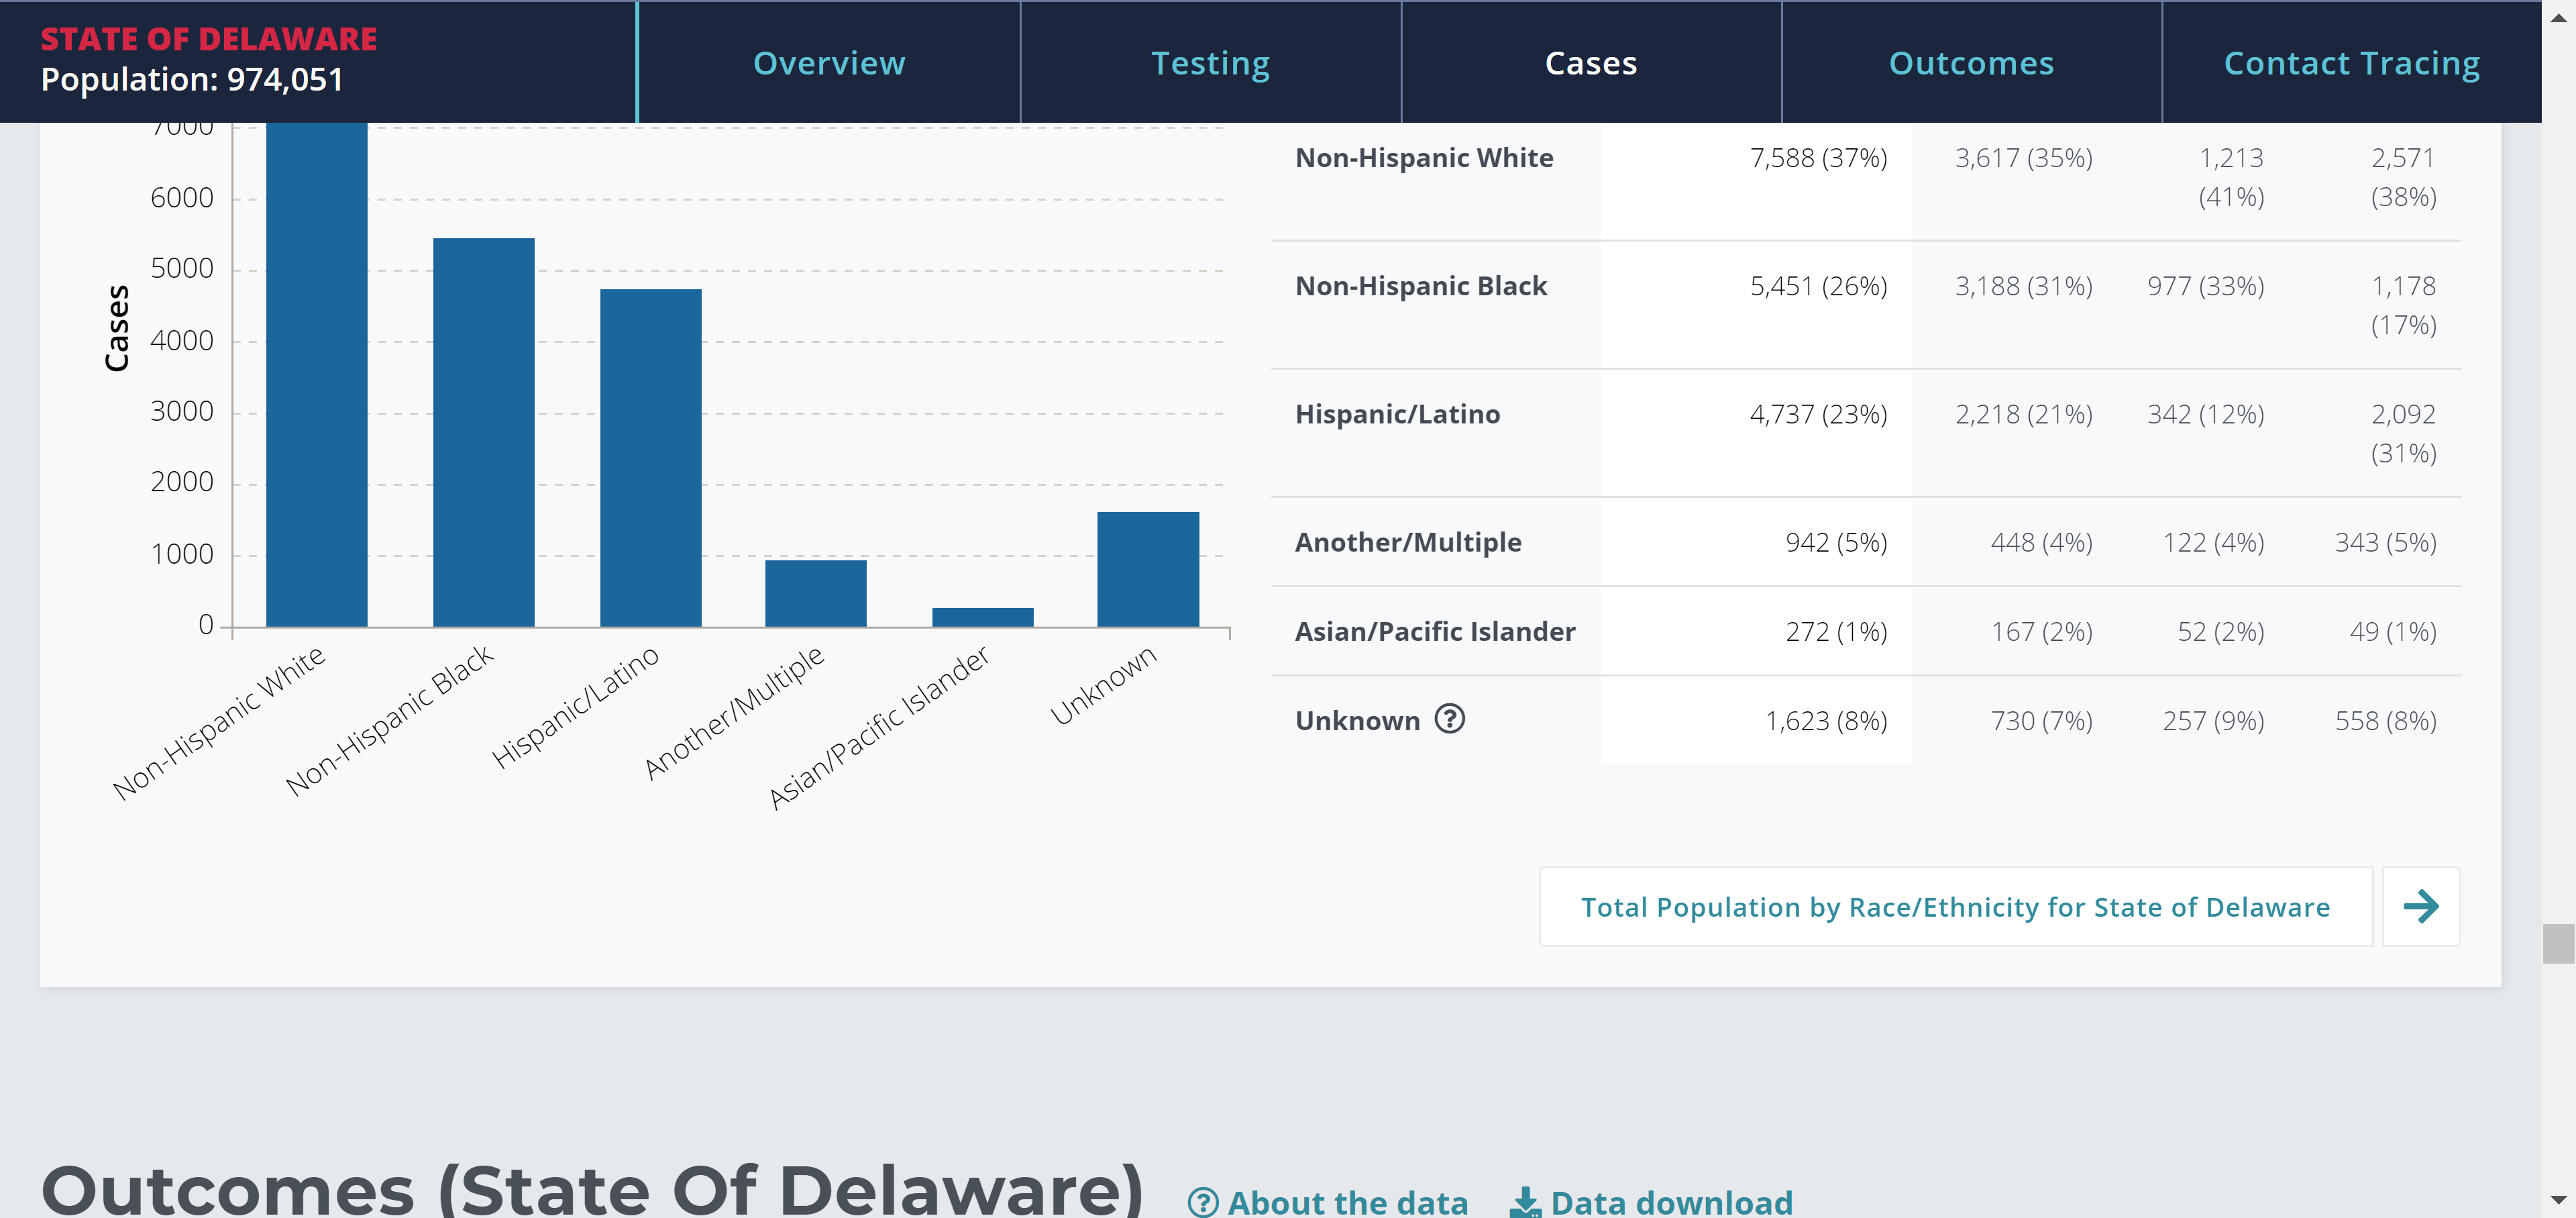 STATE OF DELAWARE
Population: 974,051
Overview
Testing
Cases
Outcomes
Contact Tracing
7000
6000
5000
4000
3000
2000
1000
0
Cases
Non-Hispanic White
Non-Hispanic Black
Hispanic/Latino
Another/Multiple
Asian/Pacific Islander
Unknown
Non-Hispanic White 7,588 (37%) 3,617 (35%) 1,213 (41%) 2,571 (38%)
Non-Hispanic Black 5,451 (26%) 3,188 (31%) 977 (33%) 1,178 (17%)
Hispanic/Latino 4,737 (23%) 2,218 (21%) 342 (12%) 2,092 (31%)
Another/Multiple 942 (5%) 448 (4%) 122 (4%) 343 (5%)
Asian/Pacific Islander 272 (1%) 167 (2%) 52 (2%) 49 (1%)
Unknown 1,623 (8%) 730 (7%) 257 (9%) 558 (8%)
Total Population by Race/Ethnicity for State of Delaware
Outcomes (State Of Delaware) About the data Data download